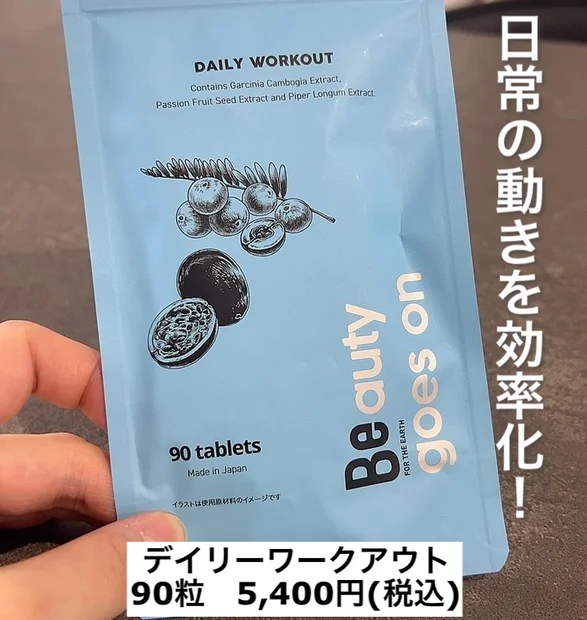 DAILY WORKOUT
Contains Garcinia Cambogia Extract,
Passion Fruit Seed Extract and Piper Longum Extract.
日常の動きを効率化！
Beauty
goes on
FOR THE EARTH
90 tablets
Made in Japan
イラストは使用原材料のイメージです
デイリーワークアウト
90粒　5,400円(税込)